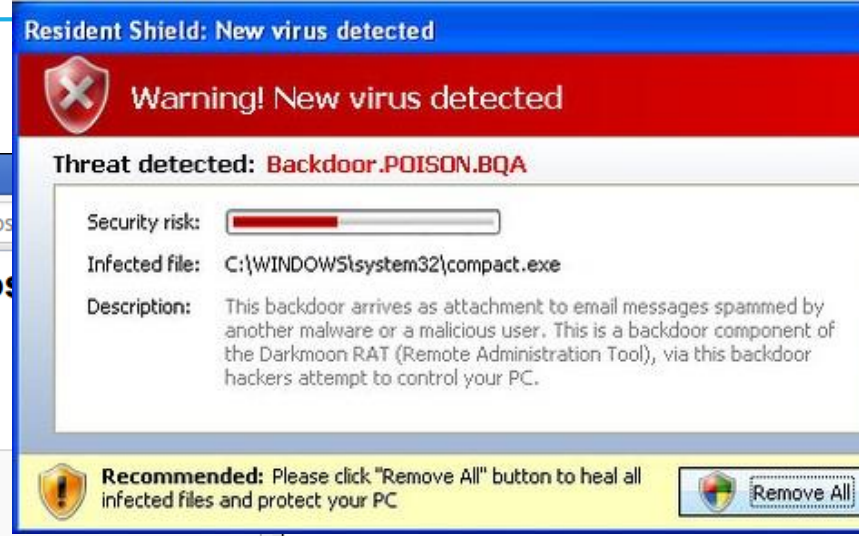 Resident Shield: New virus detected
Warning! New virus detected
Threat detected: Backdoor.POISON.BQA
Security risk:
Infected file: C:\WINDOWS\system32\compact.exe
Description: This backdoor arrives as attachment to email messages spammed by
another malware or a malicious user. This is a backdoor component of
the Darkmoon RAT (Remote Administration Tool), via this backdoor
hackers attempt to control your PC.
Recommended: Please click "Remove All" button to heal all
infected files and protect your PC
Remove All